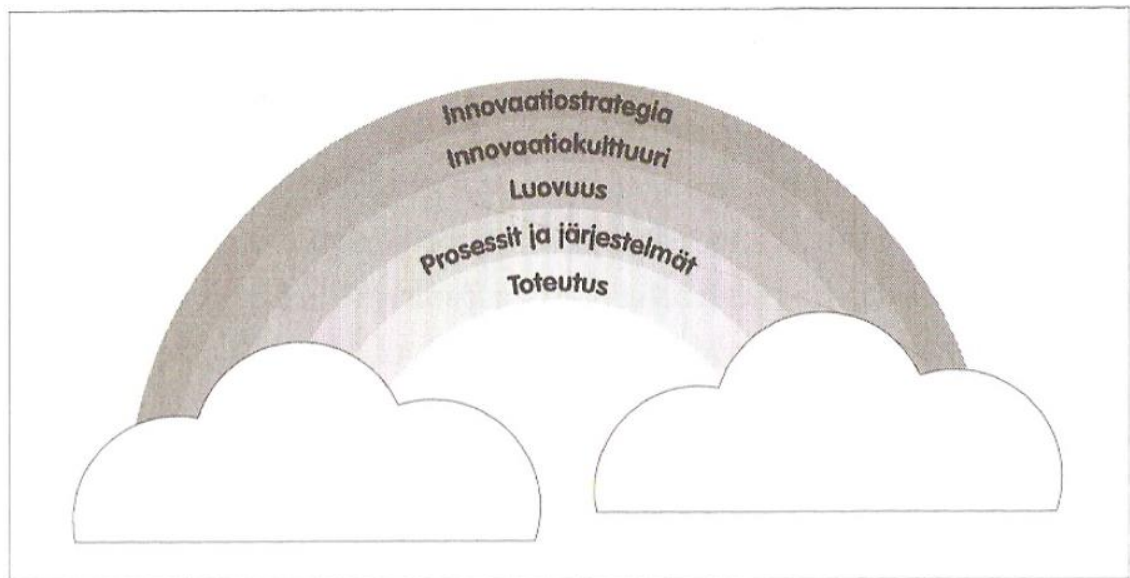 Innovaatiostrategia
Innovaatiokulttuuri
Luovuus
Prosessit ja järjestelmät
Toteutus